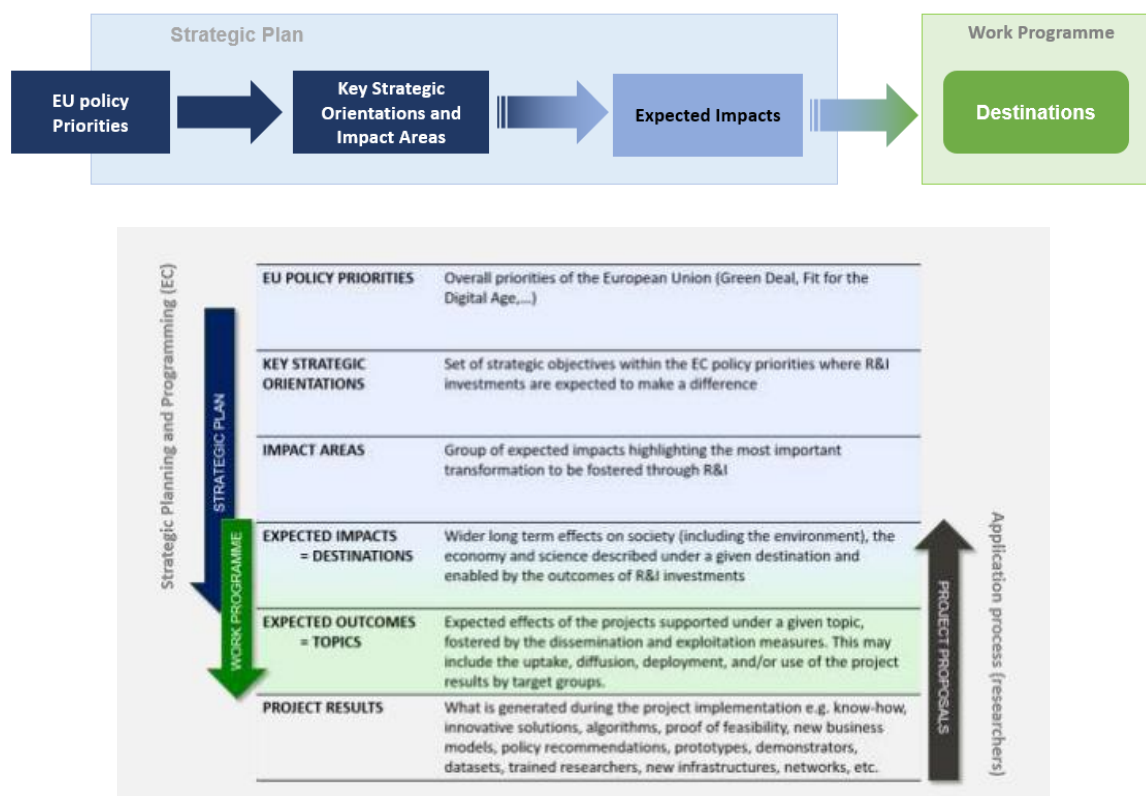 Strategic Plan
Work Programme
EU policy
Priorities
Key Strategic
Orientations and
Impact Areas
Expected Impacts
Destinations
Strategic Planning and Programming (EC)
STRATEGIC PLAN
WORK PROGRAMME
EU POLICY PRIORITIES
Overall priorities of the European Union (Green Deal, Fit for the
Digital Age,...)
KEY STRATEGIC
ORIENTATIONS
Set of strategic objectives within the EC policy priorities where R&I
investments are expected to make a difference
IMPACT AREAS
Group of expected impacts highlighting the most important
transformation to be fostered through R&I
EXPECTED IMPACTS
= DESTINATIONS
Wider long term effects on society (including the environment), the
economy and science described under a given destination and
enabled by the outcomes of R&I investments
EXPECTED OUTCOMES
= TOPICS
Expected effects of the projects supported under a given topic,
fostered by the dissemination and exploitation measures. This may
include the uptake, diffusion, deployment, and/or use of the project
results by target groups.
PROJECT RESULTS
What is generated during the project implementation e.g. know-how,
innovative solutions, algorithms, proof of feasibility, new business
models, policy recommendations, prototypes, demonstrators,
datasets, trained researchers, new infrastructures, networks, etc.
PROJECT PROPOSALS
Application process (researchers)